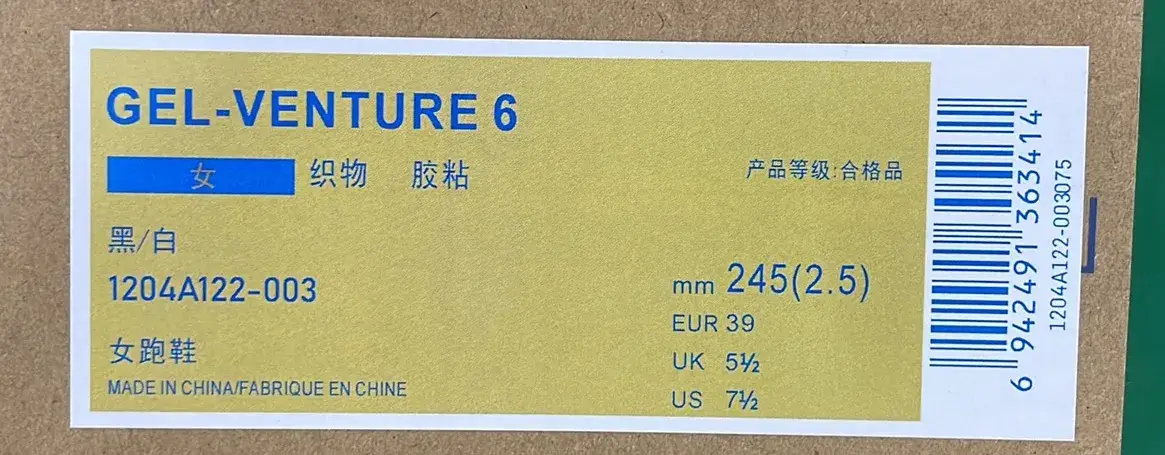 GEL-VENTURE 6
女 织物 胶粘 产品等级:合格品
黑/白
1204A122-003
mm 245(2.5)
EUR 39
女跑鞋
UK 5½
MADE IN CHINA/FABRIQUE EN CHINE
US 7½
6 942491 363414
1204A122-003075